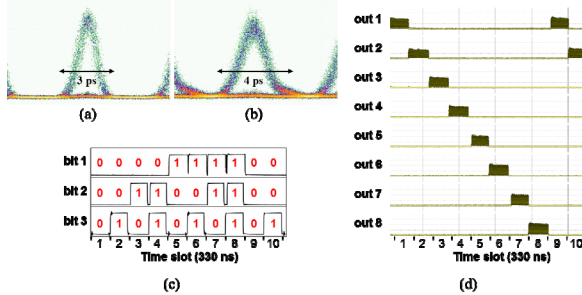 3 ps
(a)
4 ps
(b)
bit 1 0 0 0 0 1 1 1 1 0 0
bit 2 0 0 1 1 0 0 1 1 0 0
bit 3 0 1 0 1 0 1 0 1 0 1
1 2 3 4 5 6 7 8 9 10
Time slot (330 ns)
(c)
out 1
out 2
out 3
out 4
out 5
out 6
out 7
out 8
1 2 3 4 5 6 7 8 9 10
Time slot (330 ns)
(d)